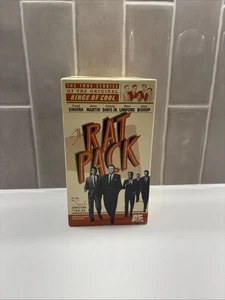 THE TRUE STORIES
OF THE ORIGINAL
KINGS OF COOL
Frank Dean Sammy Peter Joey
SINATRA MARTIN DAVIS JR. LAWFORD BISHOP
The
RAT
PACK
A&E